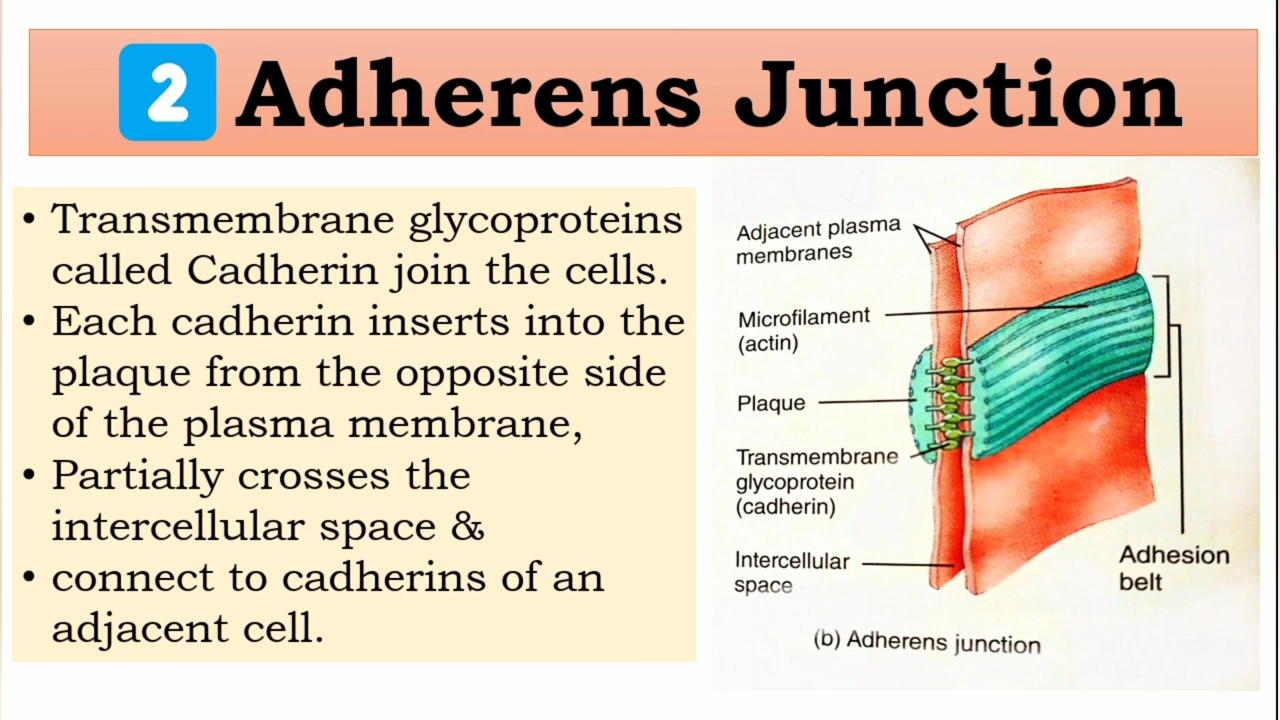 2 Adherens Junction
• Transmembrane glycoproteins
called Cadherin join the cells.
• Each cadherin inserts into the
plaque from the opposite side
of the plasma membrane,
• Partially crosses the
intercellular space &
• connect to cadherins of an
adjacent cell.
Adjacent plasma
membranes
Microfilament
(actin)
Plaque
Transmembrane
glycoprotein
(cadherin)
Intercellular
space
Adhesion
belt
(b) Adherens junction